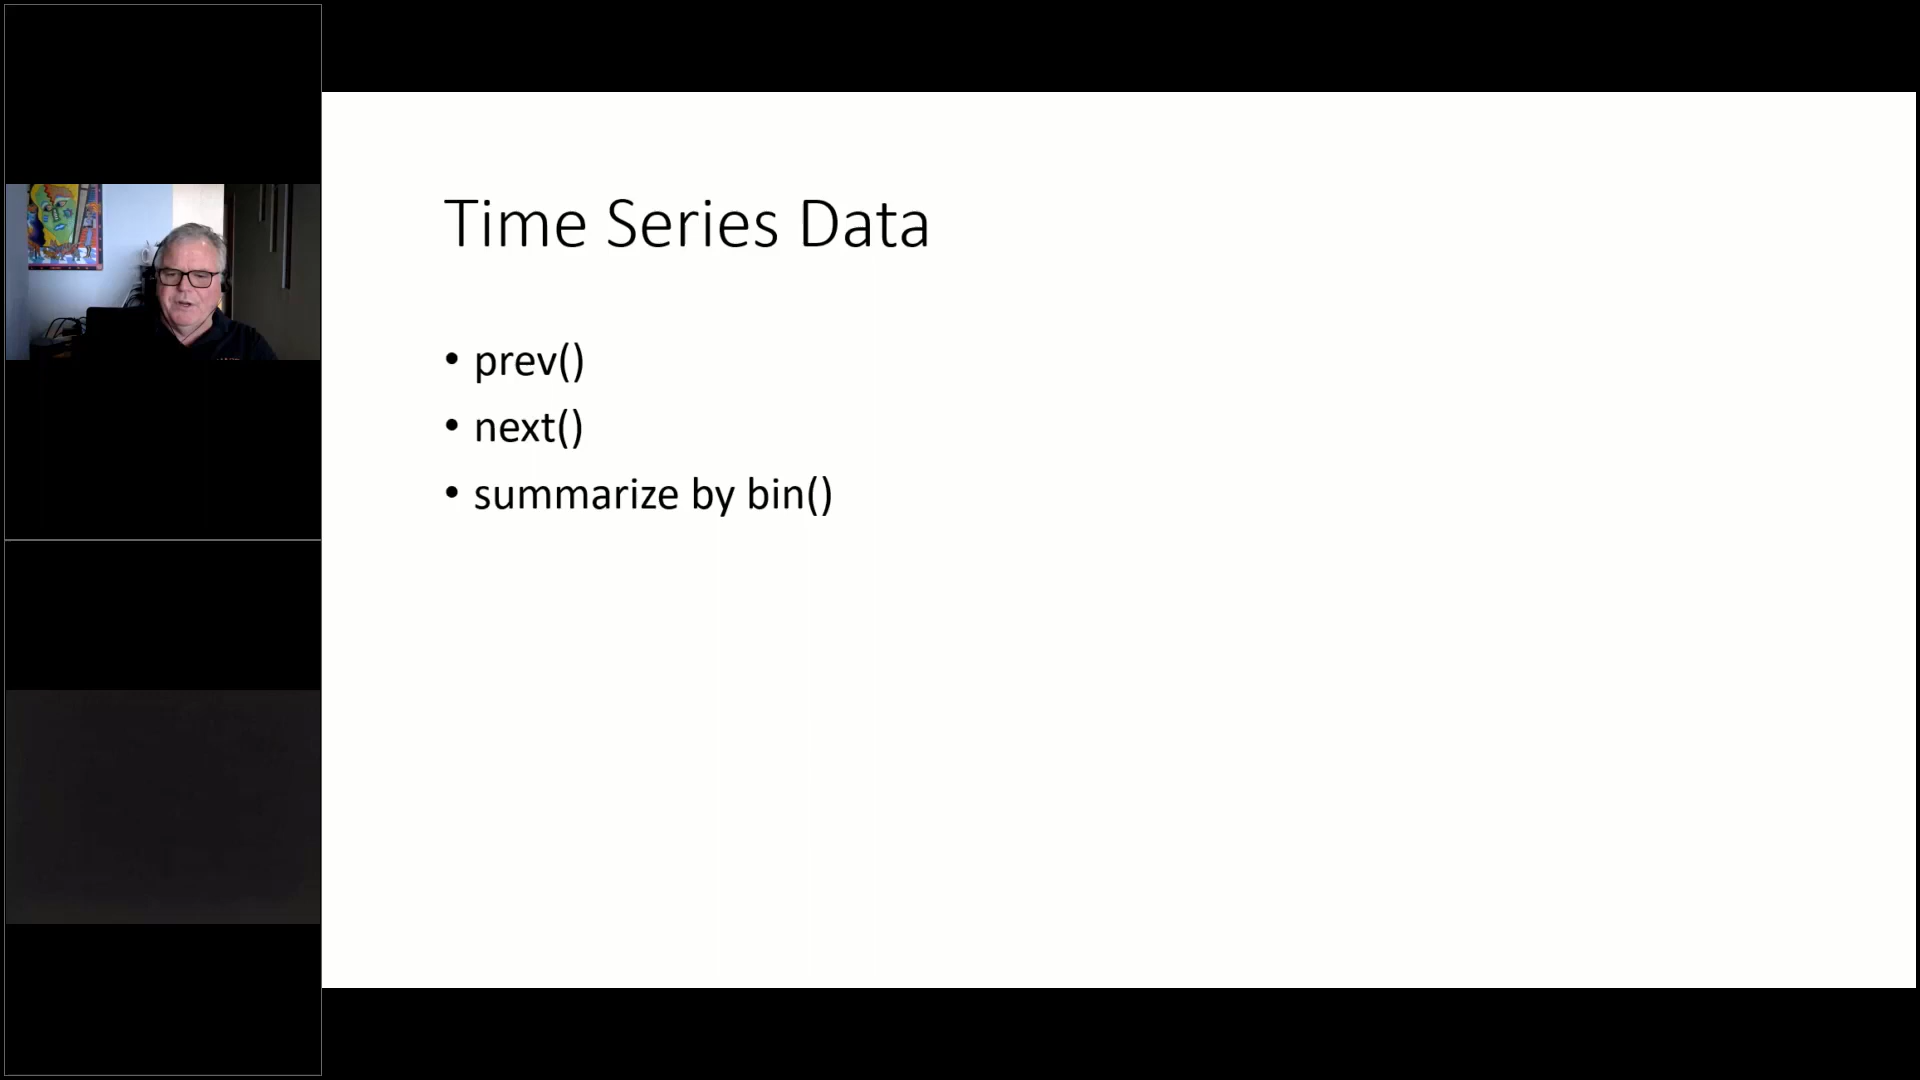 Time Series Data
• prev()
• next()
• summarize by bin()